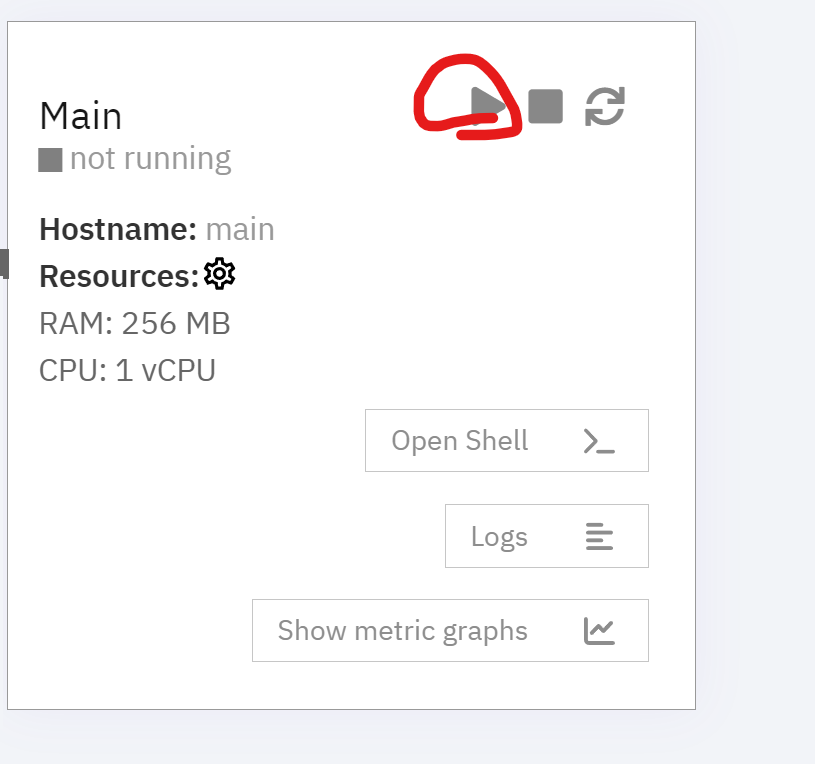 Main
not running
Hostname: main
Resources:
RAM: 256 MB
CPU: 1 vCPU
Open Shell
Logs
Show metric graphs